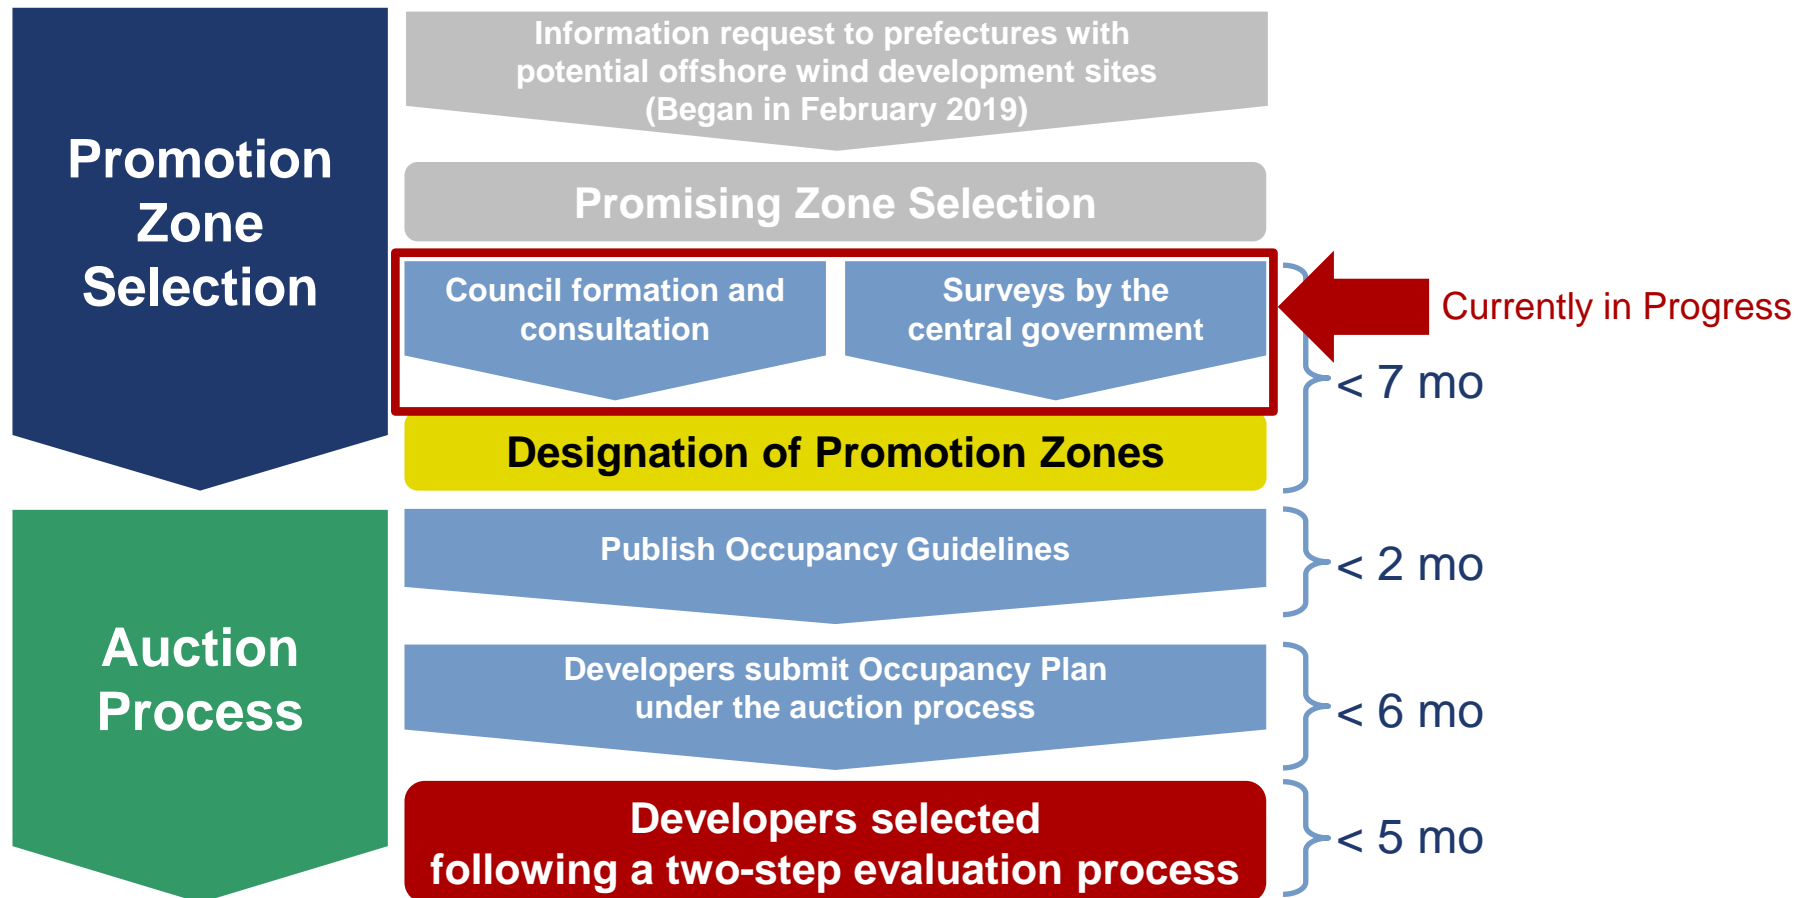 Promotion
Zone
Selection
Information request to prefectures with
potential offshore wind development sites
(Began in February 2019)
Promising Zone Selection
Council formation and
consultation
Surveys by the
central government
Currently in Progress
< 7 mo
Designation of Promotion Zones
Auction
Process
Publish Occupancy Guidelines
< 2 mo
Developers submit Occupancy Plan
under the auction process
< 6 mo
Developers selected
following a two-step evaluation process
< 5 mo